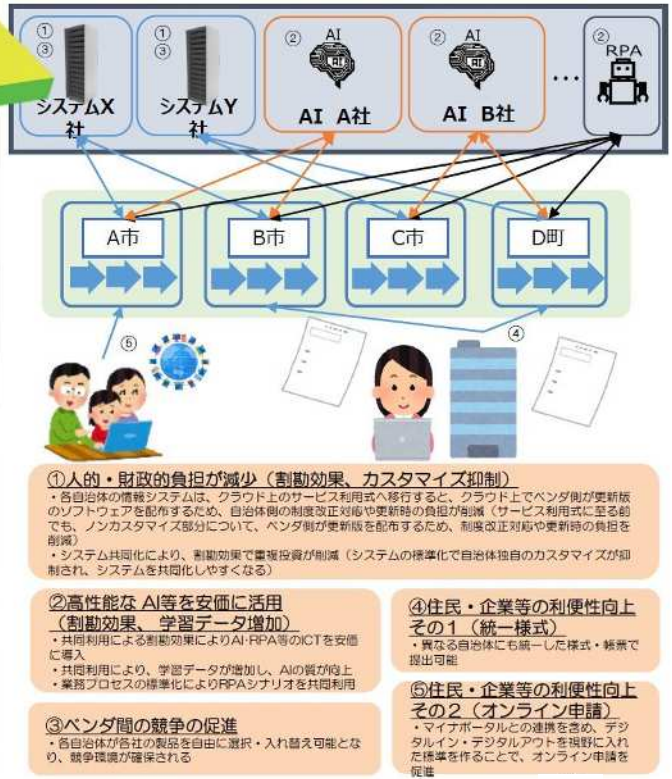 ① ① ② AI ② AI ②
③ ③ RPA
AI AI
システムX社 システムY社 AI A社 AI B社 …
A市 B市 C市 D町
⑤
④
①人的・財政的負担が減少（割勘効果、カスタマイズ抑制）
・各自治体の情報システムは、クラウド上のサービス利用式へ移行すると、クラウド上でベンダ側が更新版
のソフトウェアを配布するため、自治体側の制度改正対応や更新時の負担が削減（サービス利用式に至る前
でも、ノンカスタマイズ部分について、ベンダ側が更新版を配布するため、制度改正対応や更新時の負担を
削減）
・システム共同化により、割勘効果で重複投資が削減（システムの標準化で自治体独自のカスタマイズが抑
制され、システムを共同化しやすくなる）
②高性能な AI等を安価に活用
（割勘効果、 学習データ増加）
・共同利用による割勘効果によりAI･RPA等のICTを安価
に導入
・共同利用により、学習データが増加し、AIの質が向上
・業務プロセスの標準化によりRPAシナリオを共同利用
③ベンダ間の競争の促進
・各自治体が各社の製品を自由に選択・入れ替え可能とな
り、競争環境が確保される
④住民・企業等の利便性向上
その１（統一様式）
・異なる自治体にも統一した様式・帳票で
提出可能
⑤住民・企業等の利便性向上
その２（オンライン申請）
・マイナポータルとの連携を含め、デジ
タルイン・デジタルアウトを視野に入れ
た標準を作ることで、オンライン申請を
促進